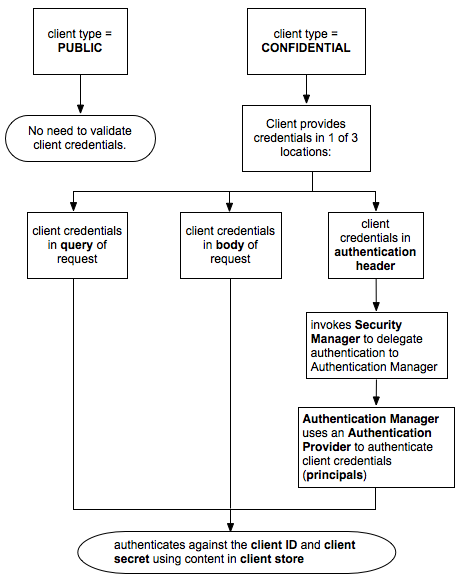 client type =
PUBLIC
client type =
CONFIDENTIAL
No need to validate
client credentials.
Client provides
credentials in 1 of 3
locations:
client credentials
in query of
request
client credentials
in body of
request
client
credentials in
authentication
header
invokes Security
Manager to delegate
authentication to
Authentication Manager
Authentication Manager
uses an Authentication
Provider to authenticate
client credentials
(principals)
authenticates against the client ID and client
secret using content in client store